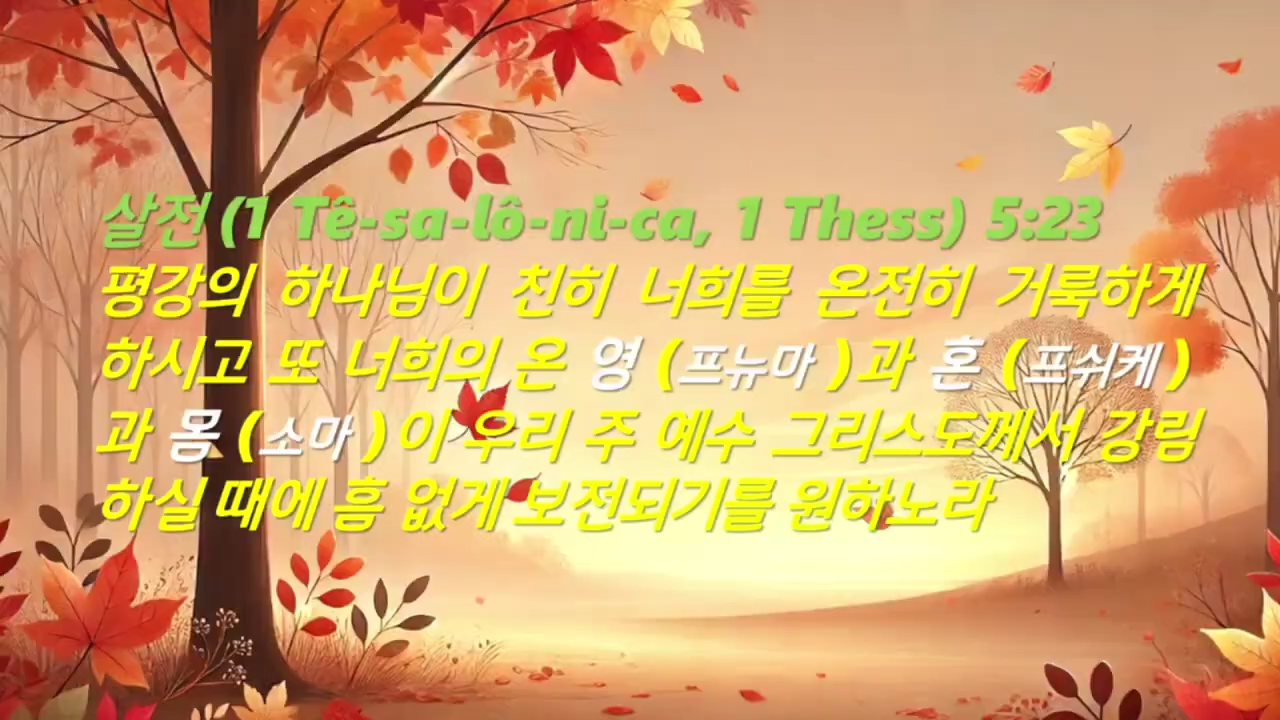 살전 (1 Tê-sa-lô-ni-ca, 1 Thess) 5:23
평강의 하나님이 친히 너희를 온전히 거룩하게
하시고 또 너희의 온 영 (프뉴마 )과 혼 (프쉬케 )
과 몸 (소마 )이 우리 주 예수 그리스도께서 강림
하실 때에 흠 없게 보전되기를 원하노라